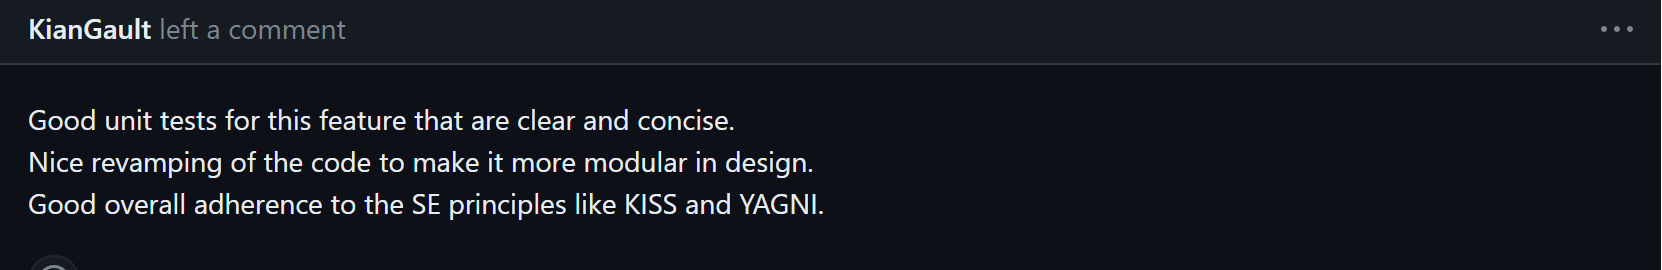 KianGault left a comment
Good unit tests for this feature that are clear and concise.
Nice revamping of the code to make it more modular in design.
Good overall adherence to the SE principles like KISS and YAGNI.